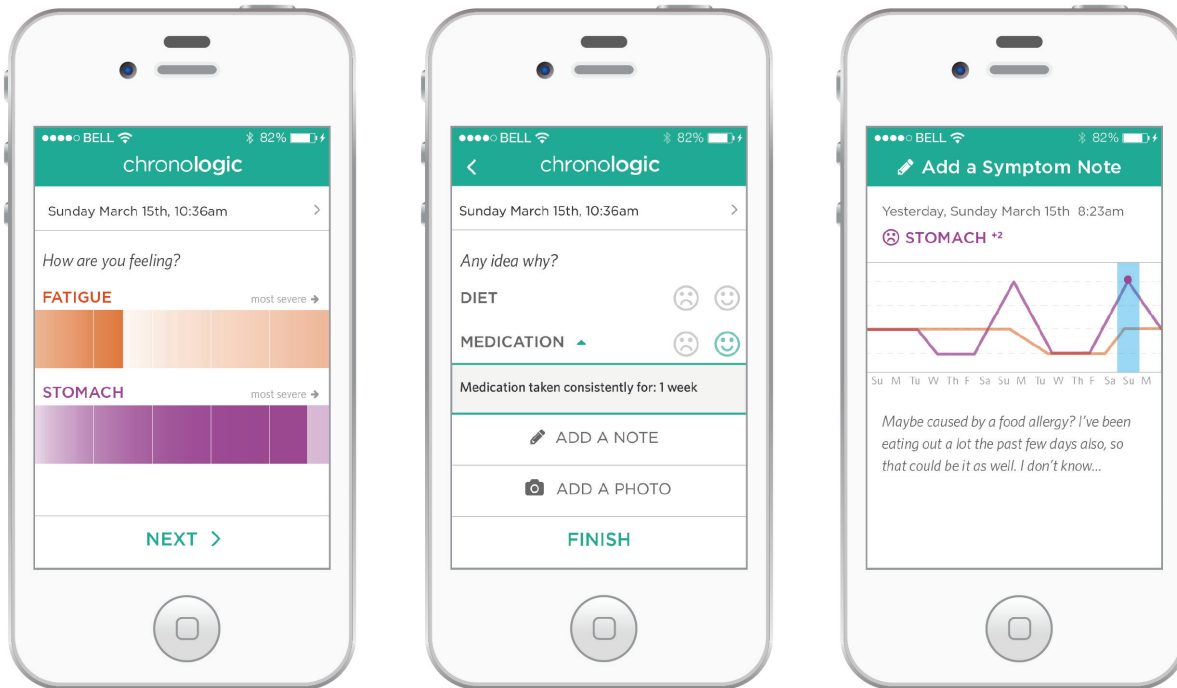 BELL 82%
chronologic
Sunday March 15th, 10:36am
How are you feeling?
FATIGUE most severe
STOMACH most severe
NEXT
BELL 82%
chronologic
Sunday March 15th, 10:36am
Any idea why?
DIET
MEDICATION
Medication taken consistently for: 1 week
ADD A NOTE
ADD A PHOTO
FINISH
BELL 82%
Add a Symptom Note
Yesterday, Sunday March 15th 8:23am
STOMACH +2
Su M Tu W Th F Sa Su M Tu W Th F Sa Su M
Maybe caused by a food allergy? I've been
eating out a lot the past few days also, so
that could be it as well. I don't know...